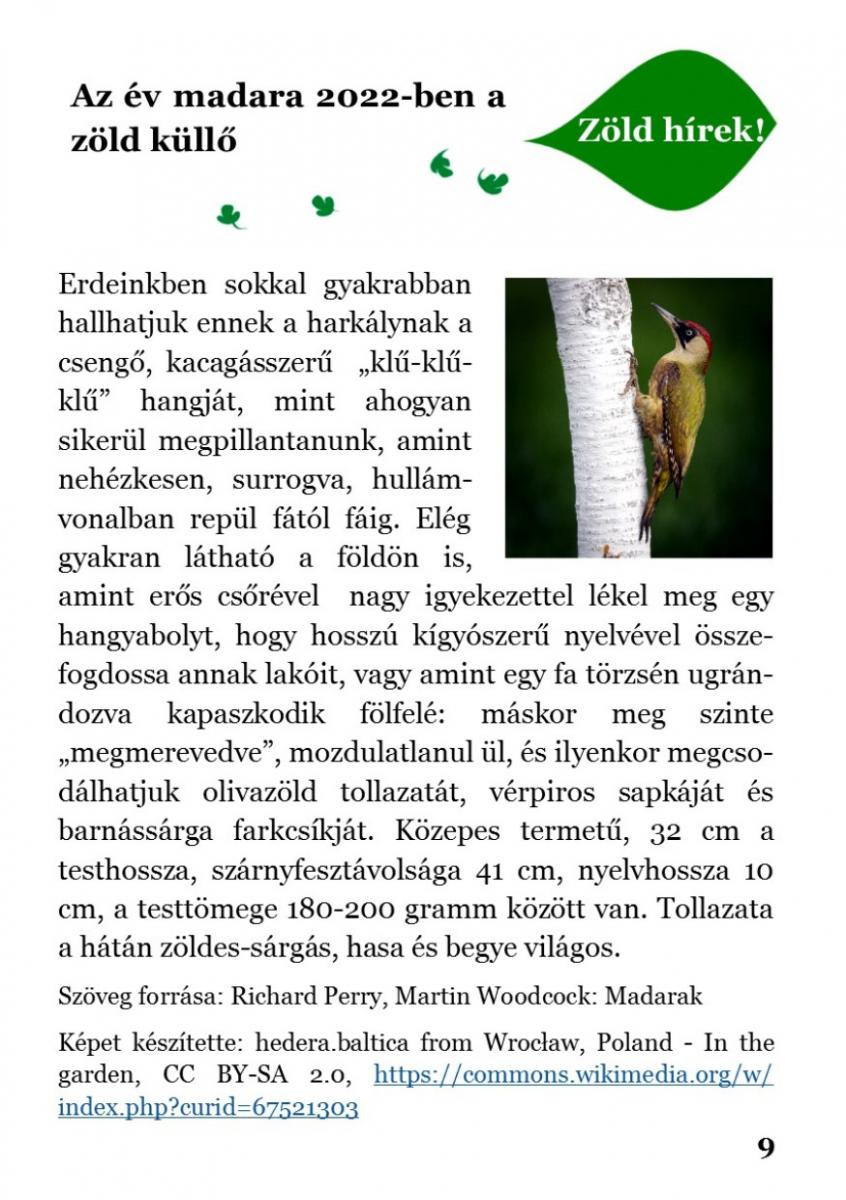 Az év madara 2022-ben a
zöld küllő
Zöld hírek!
Erdeinkben sokkal gyakrabban
hallhatjuk ennek a harkálynak a
csengő, kacagásszerű „klű-klű-
klű” hangját, mint ahogyan
sikerül megpillantanunk, amint
nehézkesen, surrogva, hullám-
vonalban repül fától fáig. Elég
gyakran látható a földön is,
amint erős csőrével nagy igyekezettel lékel meg egy
hangyabolyt, hogy hosszú kígyószerű nyelvével össze-
fogdossa annak lakóit, vagy amint egy fa törzsén ugrán-
dozva kapaszkodik fölfelé: máskor meg szinte
„megmerevedve”, mozdulatlanul ül, és ilyenkor megcso-
dálhatjuk olivazöld tollazatát, vérpiros sapkáját és
barnássárga farkcsíkját. Közepes termetű, 32 cm a
testhossza, szárnyfesztávolsága 41 cm, nyelvhossza 10
cm, a testtömege 180-200 gramm között van. Tollazata
a hátán zöldes-sárgás, hasa és begye világos.
Szöveg forrása: Richard Perry, Martin Woodcock: Madarak
Képet készítette: hedera.baltica from Wrocław, Poland - In the
garden, CC BY-SA 2.0, https://commons.wikimedia.org/w/
index.php?curid=67521303
9